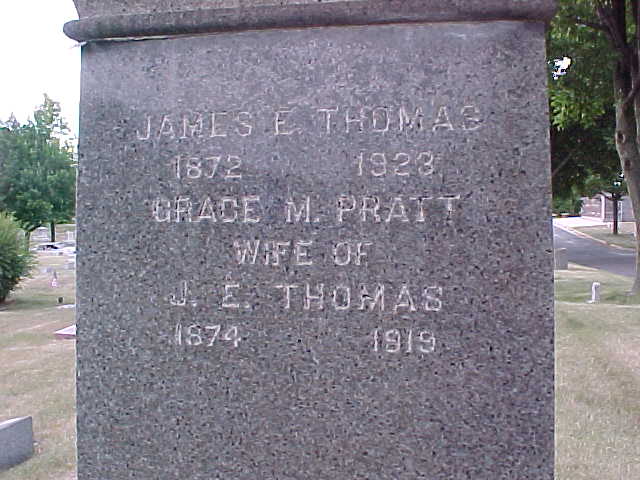 JAMES E. THOMAS
1872 1923
GRACE M. PRATT
WIFE OF
J. E. THOMAS
1874 1919